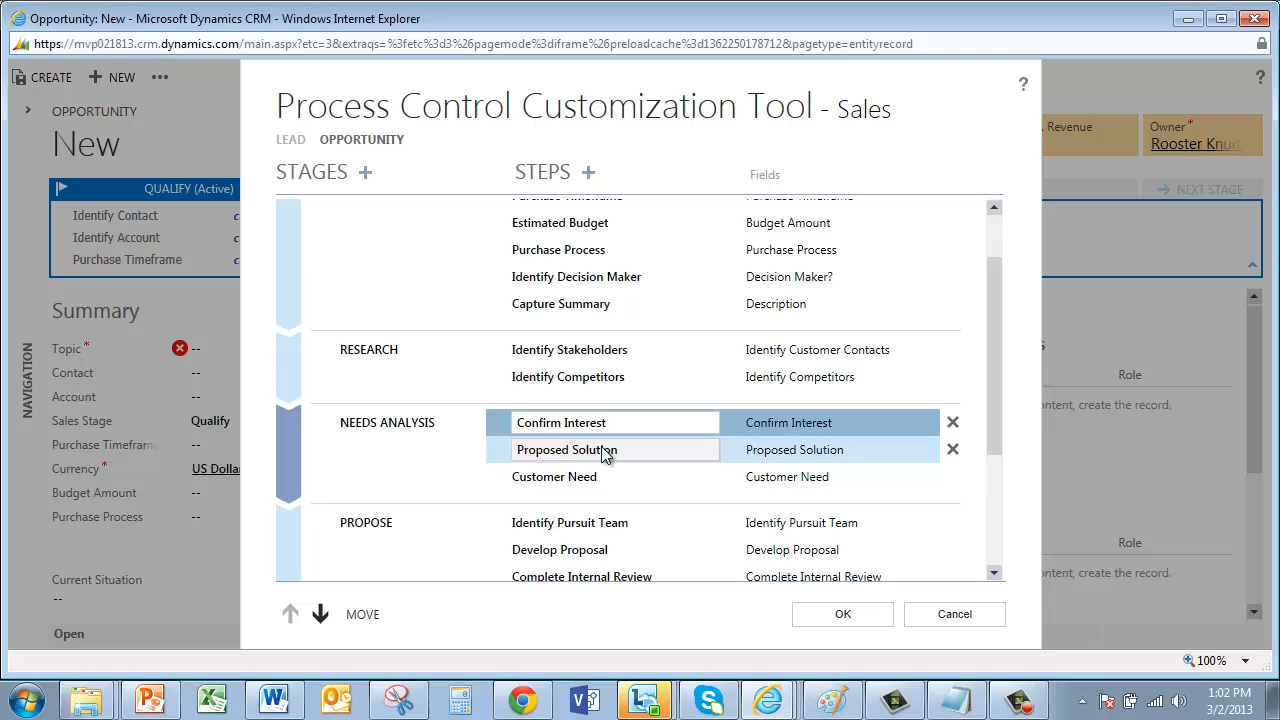 Opportunity: New - Microsoft Dynamics CRM - Windows Internet Explorer
https://mvp021813.crm.dynamics.com/main.aspx?etc=3&extraqs=%3fetc%3d3%26pagemode%3diframe%26preloadcache%3d1362250178712&pagetype=entityrecord
CREATE NEW
OPPORTUNITY
New
Revenue
Owner*
Rooster Knud
QUALIFY (Active)
NEXT STAGE
Identify Contact
Identify Account
Purchase Timeframe
Summary
NAVIGATION
Topic* --
Contact --
Account --
Sales Stage Qualify
Purchase Timeframe --
Currency* US Dollar
Budget Amount --
Purchase Process --
Current Situation
--
Open
Role
ontent, create the record.
Role
ontent, create the record.
Process Control Customization Tool - Sales
?
?
LEAD OPPORTUNITY
STAGES + STEPS + Fields
Purchase Timeframe Purchase Timeframe
Estimated Budget Budget Amount
Purchase Process Purchase Process
Identify Decision Maker Decision Maker?
Capture Summary Description
RESEARCH Identify Stakeholders Identify Customer Contacts
Identify Competitors Identify Competitors
NEEDS ANALYSIS Confirm Interest Confirm Interest
Proposed Solution Proposed Solution
Customer Need Customer Need
PROPOSE Identify Pursuit Team Identify Pursuit Team
Develop Proposal Develop Proposal
Complete Internal Review Complete Internal Review
MOVE OK Cancel
100%
1:02 PM
3/2/2013